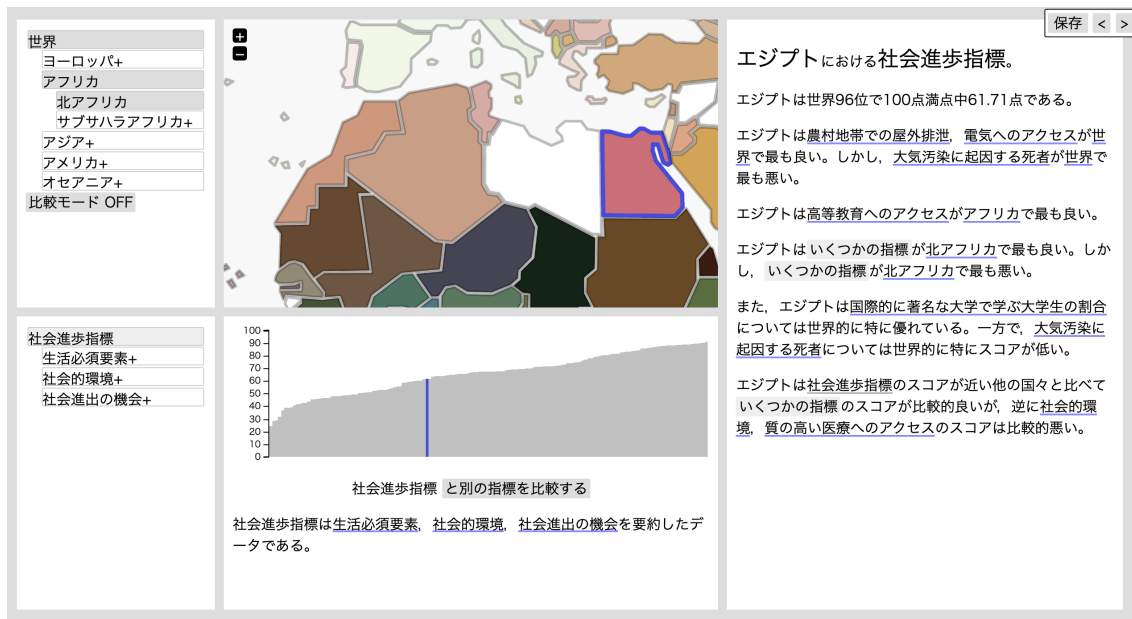 保存 < >
世界
ヨーロッパ+
アフリカ
北アフリカ
サブサハラアフリカ+
アジア+
アメリカ+
オセアニア+
比較モード OFF
+
−
エジプトにおける社会進歩指標。
エジプトは世界96位で100点満点中61.71点である。
エジプトは農村地帯での屋外排泄, 電気へのアクセスが世
界で最も良い。しかし, 大気汚染に起因する死者が世界で
最も悪い。
エジプトは高等教育へのアクセスがアフリカで最も良い。
エジプトは いくつかの指標 が北アフリカで最も良い。しか
し, いくつかの指標 が北アフリカで最も悪い。
また, エジプトは国際的に著名な大学で学ぶ大学生の割合
については世界的に特に優れている。一方で, 大気汚染に
起因する死者については世界的に特にスコアが低い。
エジプトは社会進歩指標のスコアが近い他の国々と比べて
いくつかの指標 のスコアが比較的良いが, 逆に社会的環
境, 質の高い医療へのアクセスのスコアは比較的悪い。
社会進歩指標
生活必須要素+
社会的環境+
社会進出の機会+
100
90
80
70
60
50
40
30
20
10
0
社会進歩指標 と別の指標を比較する
社会進歩指標は生活必須要素, 社会的環境, 社会進出の機会を要約したデ
ータである。